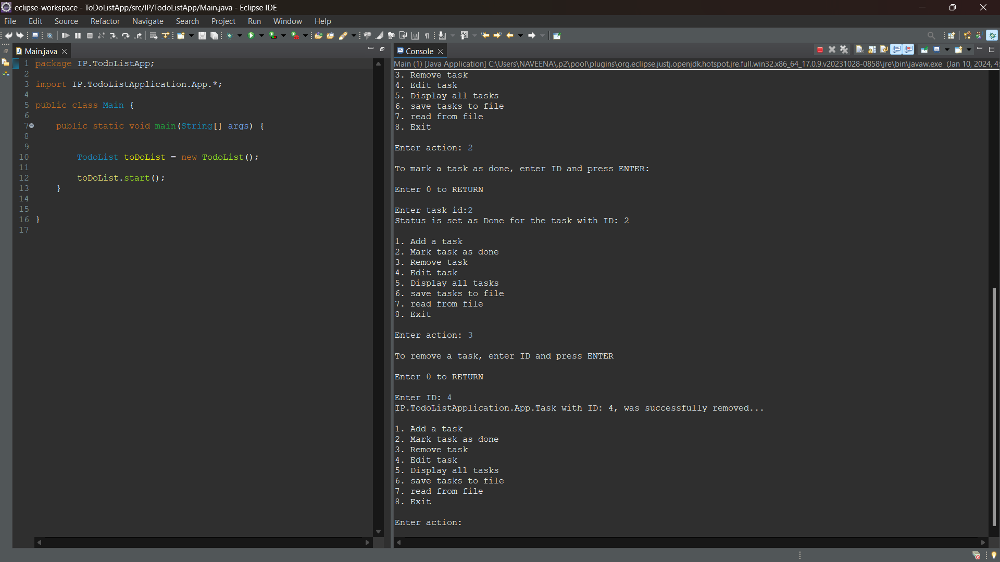 eclipse-workspace - ToDoListApp/src/IP/TodoListApp/Main.java - Eclipse IDE
File Edit Source Refactor Navigate Search Project Run Window Help
Main.java
1 package IP.TodoListApp;
2
3 import IP.TodoListApplication.App.*;
4
5 public class Main {
6
7 public static void main(String[] args) {
8
9
10 TodoList toDoList = new TodoList();
11
12 toDoList.start();
13 }
14
15
16 }
17
Console
Main (1) [Java Application] C:\Users\NAVEENA\.p2\pool\plugins\org.eclipse.justj.openjdk.hotspot.jre.full.win32.x86_64_17.0.9.v20231028-0858\jre\bin\javaw.exe (Jan 10, 2024, 4:
3. Remove task
4. Edit task
5. Display all tasks
6. save tasks to file
7. read from file
8. Exit
Enter action: 2
To mark a task as done, enter ID and press ENTER:
Enter 0 to RETURN
Enter task id:2
Status is set as Done for the task with ID: 2
1. Add a task
2. Mark task as done
3. Remove task
4. Edit task
5. Display all tasks
6. save tasks to file
7. read from file
8. Exit
Enter action: 3
To remove a task, enter ID and press ENTER
Enter 0 to RETURN
Enter ID: 4
IP.TodoListApplication.App.Task with ID: 4, was successfully removed...
1. Add a task
2. Mark task as done
3. Remove task
4. Edit task
5. Display all tasks
6. save tasks to file
7. read from file
8. Exit
Enter action: